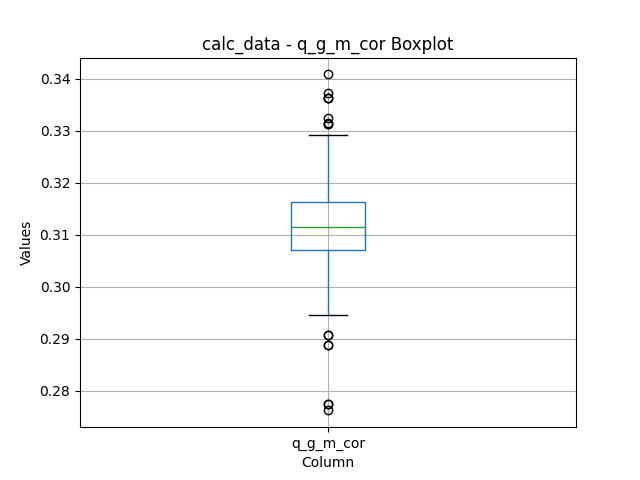 calc_data - q_g_m_cor Boxplot
0.34
0.33
0.32
0.31
0.30
0.29
0.28
Values
q_g_m_cor
Column